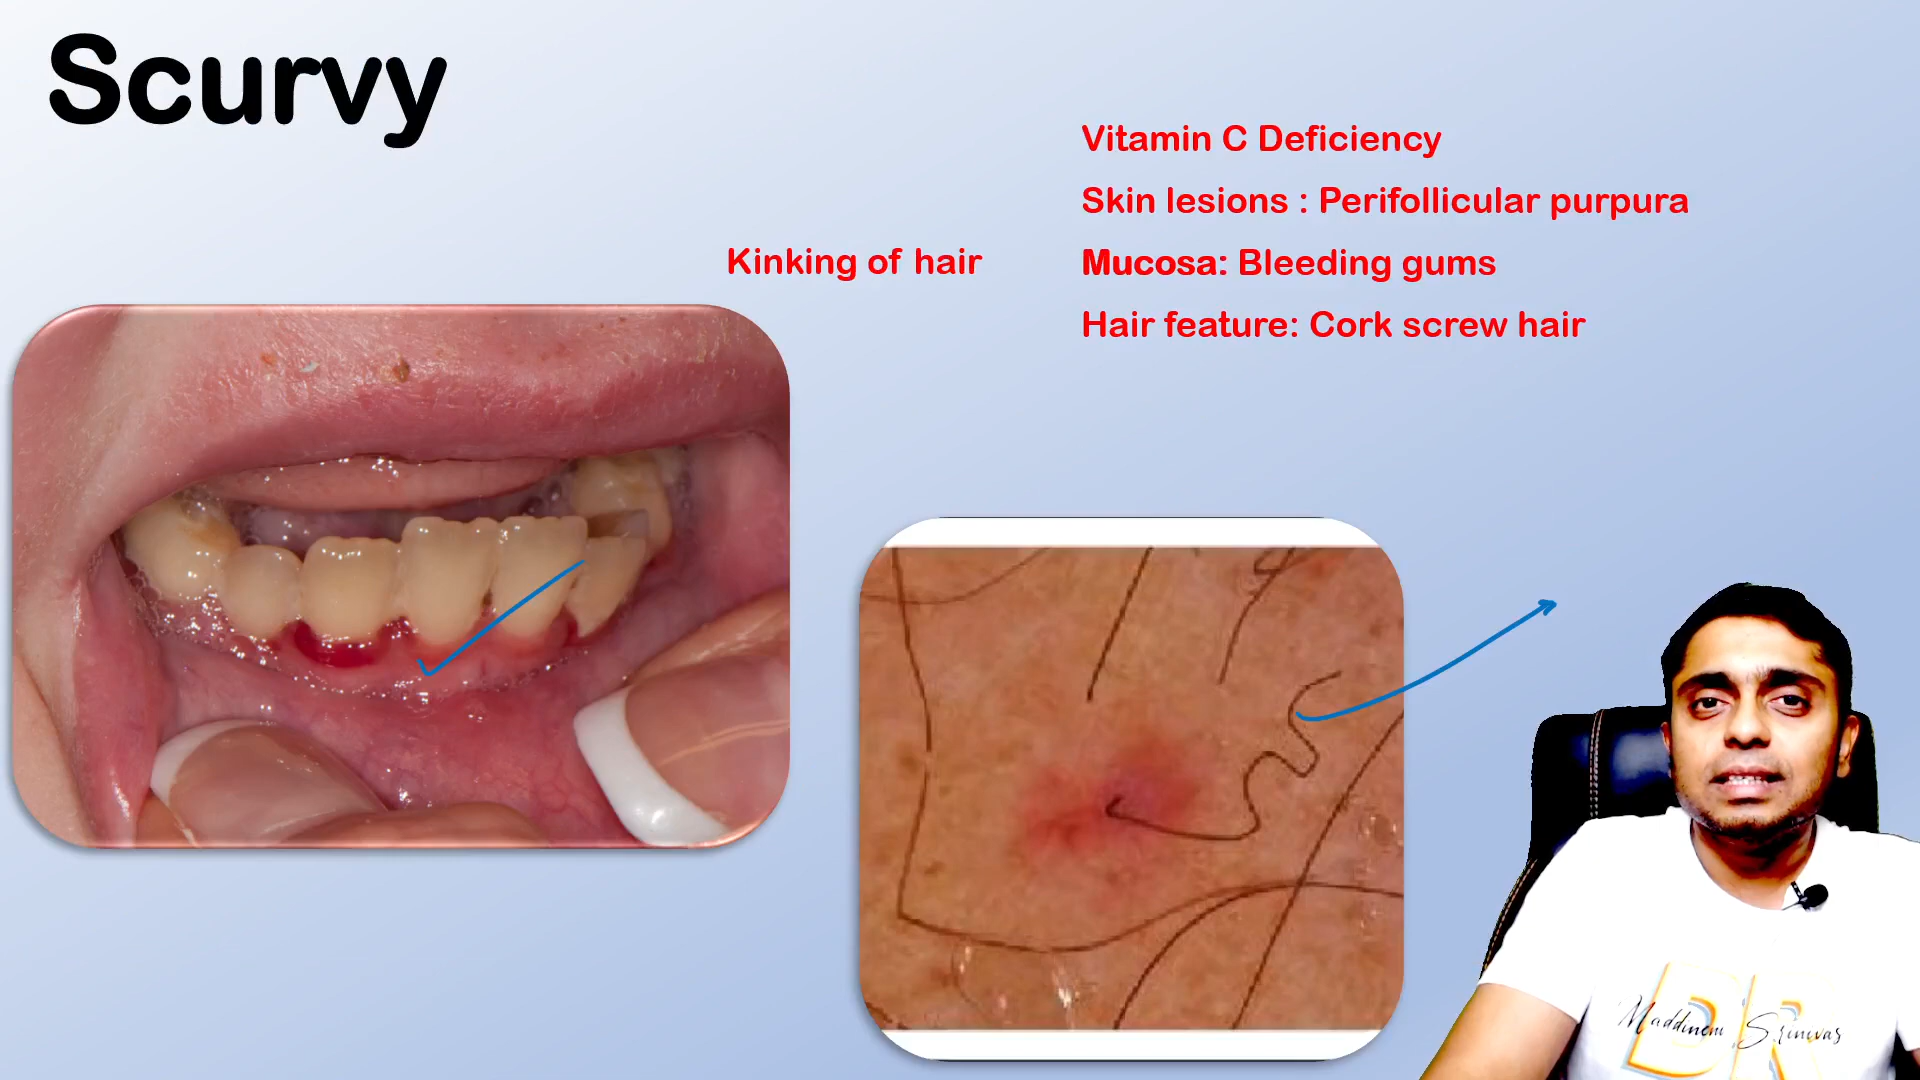 Scurvy
Vitamin C Deficiency
Skin lesions : Perifollicular purpura
Kinking of hair
Mucosa: Bleeding gums
Hair feature: Cork screw hair
DR
Maddineni Srinivas